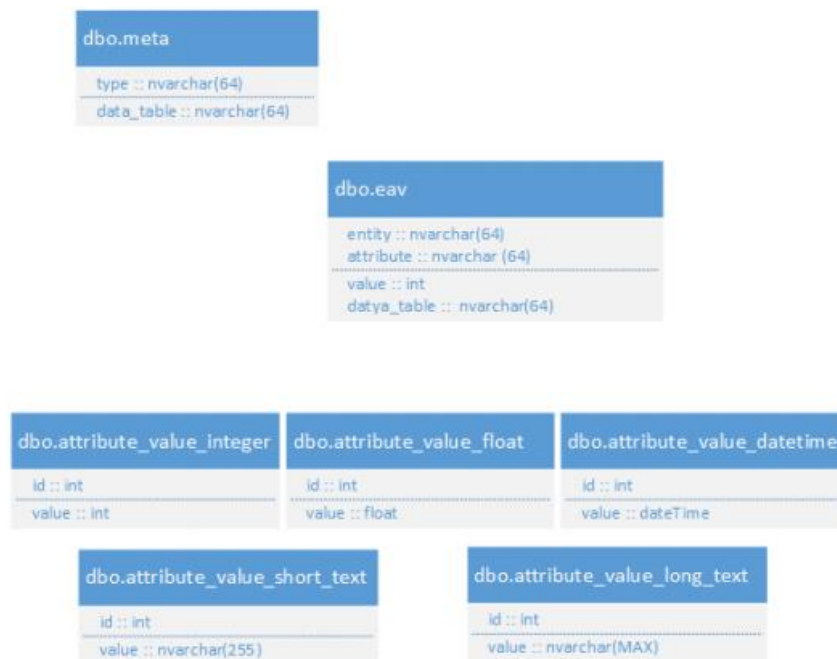 dbo.meta
type :: nvarchar(64)
data_table :: nvarchar(64)
dbo.eav
entity :: nvarchar(64)
attribute :: nvarchar (64)
value :: int
datya_table :: nvarchar(64)
dbo.attribute_value_integer
id :: int
value :: int
dbo.attribute_value_float
id :: int
value :: float
dbo.attribute_value_datetime
id :: int
value :: dateTime
dbo.attribute_value_short_text
id :: int
value :: nvarchar(255)
dbo.attribute_value_long_text
id :: int
value :: nvarchar(MAX)